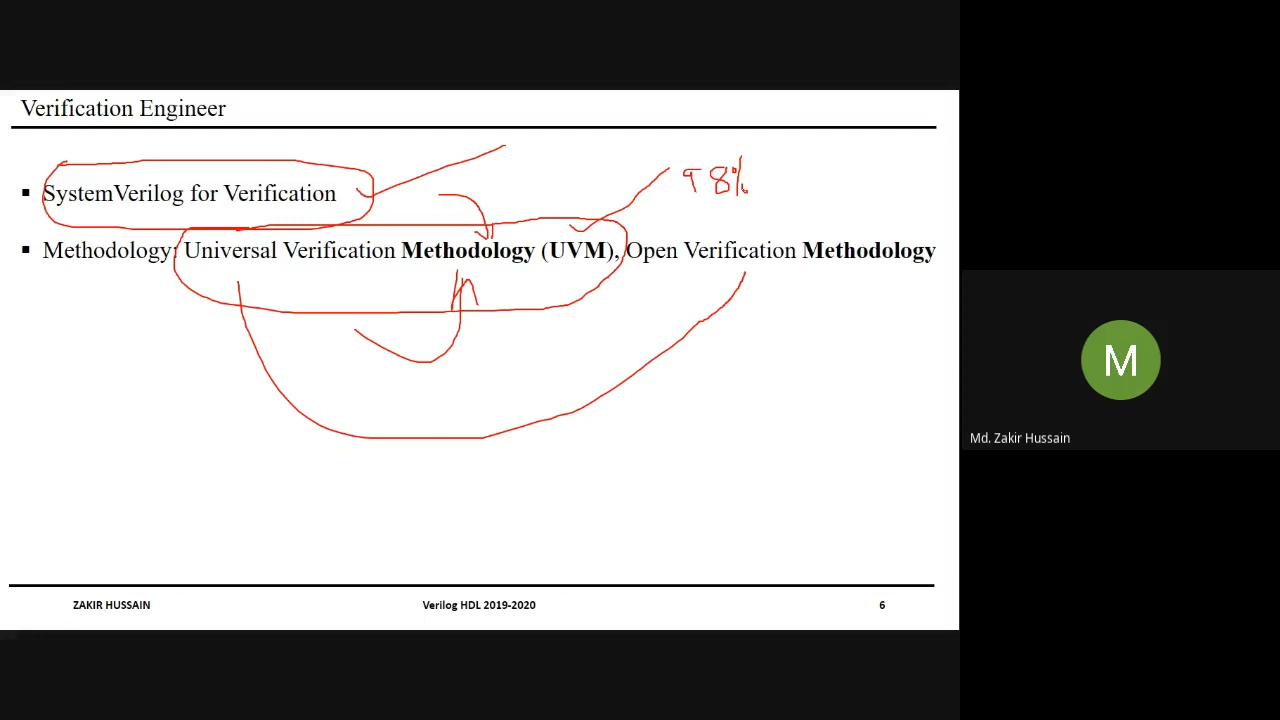 Verification Engineer
SystemVerilog for Verification
98%
Methodology: Universal Verification Methodology (UVM), Open Verification Methodology
M
Md. Zakir Hussain
ZAKIR HUSSAIN
Verilog HDL 2019-2020
6